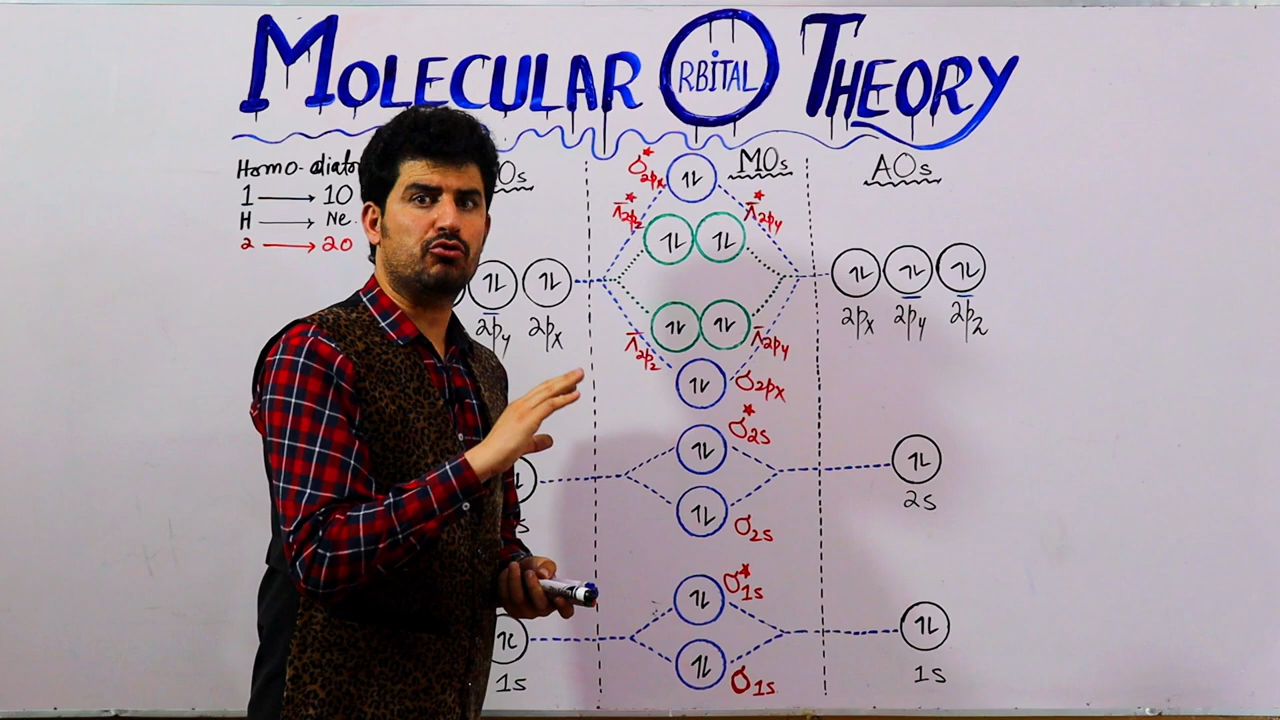 MOLECULAR ORBITAL THEORY
Homo-diato
1 → 10
H → Ne
2 → 20
Os MOs AOs
σ*2px
π*2pz π*2py
2py 2px
2px 2py 2pz
π2pz π2py
σ2px
σ*2s
2s
s
σ2s
σ*1s
1s 1s
σ1s